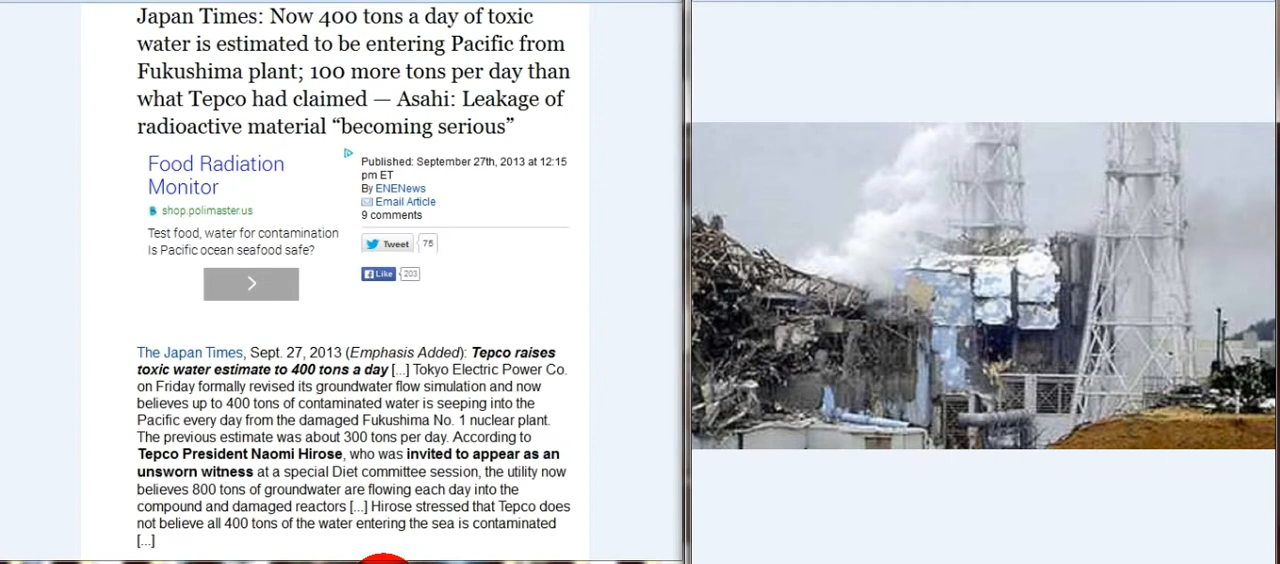 Japan Times: Now 400 tons a day of toxic
water is estimated to be entering Pacific from
Fukushima plant; 100 more tons per day than
what Tepco had claimed — Asahi: Leakage of
radioactive material “becoming serious”
Food Radiation
Monitor
shop.polimaster.us
Test food, water for contamination
Is Pacific ocean seafood safe?
Published: September 27th, 2013 at 12:15
pm ET
By ENENews
Email Article
9 comments
Tweet 75
Like 203
The Japan Times, Sept. 27, 2013 (Emphasis Added): Tepco raises
toxic water estimate to 400 tons a day [...] Tokyo Electric Power Co.
on Friday formally revised its groundwater flow simulation and now
believes up to 400 tons of contaminated water is seeping into the
Pacific every day from the damaged Fukushima No. 1 nuclear plant.
The previous estimate was about 300 tons per day. According to
Tepco President Naomi Hirose, who was invited to appear as an
unsworn witness at a special Diet committee session, the utility now
believes 800 tons of groundwater are flowing each day into the
compound and damaged reactors [...] Hirose stressed that Tepco does
not believe all 400 tons of the water entering the sea is contaminated
[...]